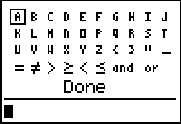 A B C D E F G H I J
K L M N O P Q R S T
U V W X Y Z { } " _
= ≠ > ≥ < ≤ and or
Done